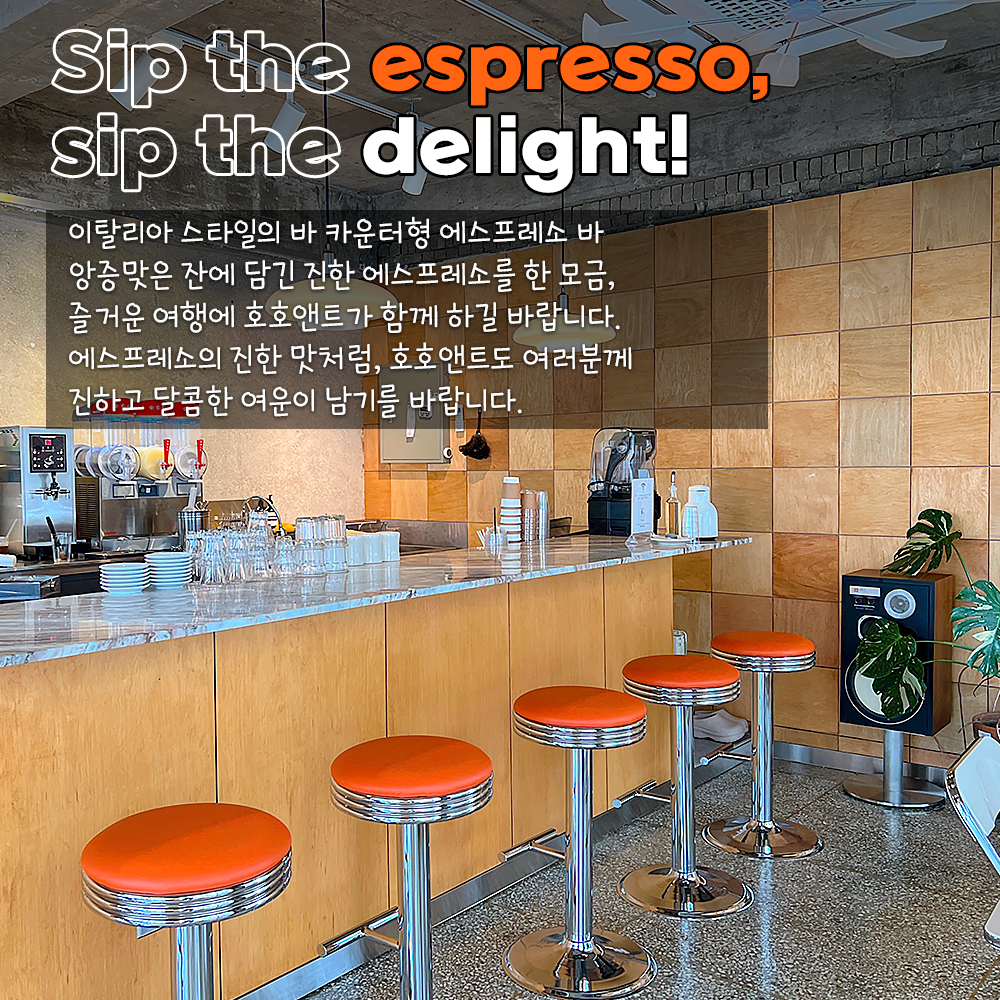 Sip the espresso,
sip the delight!
이탈리아 스타일의 바 카운터형 에스프레소 바
앙증맞은 잔에 담긴 진한 에스프레소를 한 모금,
즐거운 여행에 호호앤트가 함께 하길 바랍니다.
에스프레소의 진한 맛처럼, 호호앤트도 여러분께
진하고 달콤한 여운이 남기를 바랍니다.